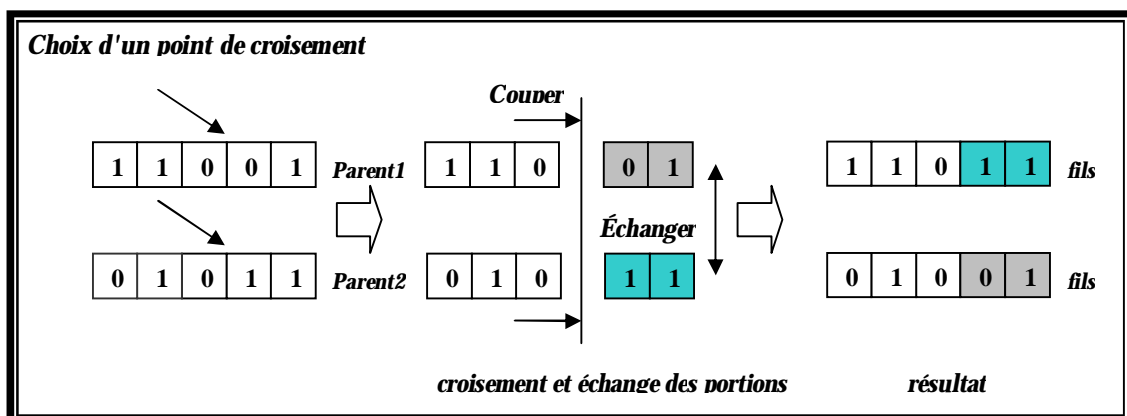 Choix d'un point de croisement
Couper
1 1 0 0 1 Parent1 1 1 0 0 1 1 1 0 1 1 fils
Échanger
0 1 0 1 1 Parent2 0 1 0 1 1 0 1 0 0 1 fils
croisement et échange des portions résultat